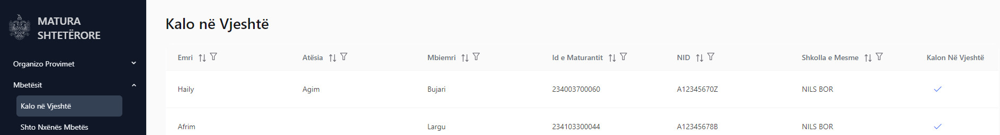 MATURA
SHTETËRORE
Organizo Provimet
Mbetësit
Kalo në Vjeshtë
Shto Nxënës Mbetës
Kalo në Vjeshtë
Emri Atësia Mbiemri Id e Maturantit NID Shkolla e Mesme Kalon Në Vjeshtë
Haily Agim Bujari 234003700060 A12345670Z NILS BOR
Afrim Largu 234103300044 A12345678B NILS BOR